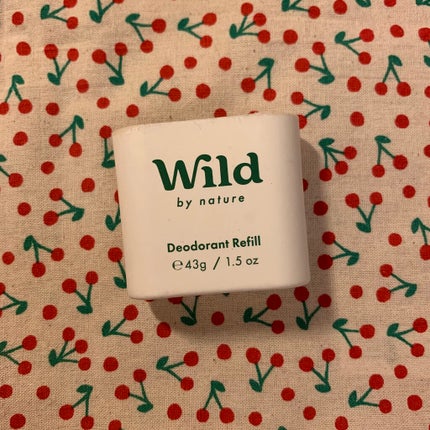 Wild
by nature
Deodorant Refill
℮43g / 1.5 oz